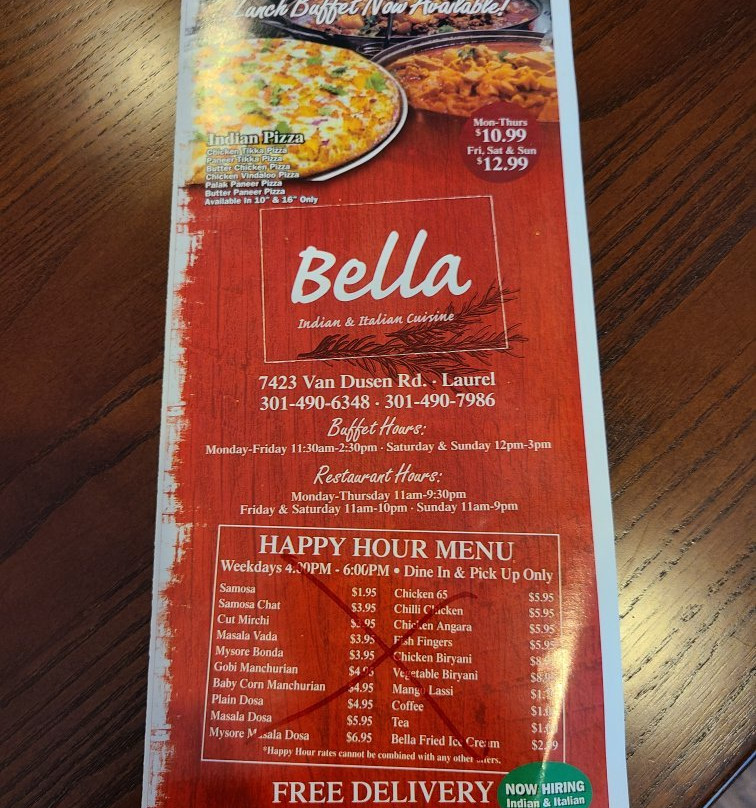 Lunch Buffet Now Available!
Indian Pizza
Chicken Tikka Pizza
Paneer Tikka Pizza
Butter Chicken Pizza
Chicken Vindaloo Pizza
Palak Paneer Pizza
Butter Paneer Pizza
Available In 10" & 16" Only
Mon-Thurs
$10.99
Fri, Sat & Sun
$12.99
Bella
Indian & Italian Cuisine
7423 Van Dusen Rd. · Laurel
301-490-6348 · 301-490-7986
Buffet Hours:
Monday-Friday 11:30am-2:30pm · Saturday & Sunday 12pm-3pm
Restaurant Hours:
Monday-Thursday 11am-9:30pm
Friday & Saturday 11am-10pm · Sunday 11am-9pm
HAPPY HOUR MENU
Weekdays 4:00PM - 6:00PM • Dine In & Pick Up Only
Samosa $1.95
Samosa Chat $3.95
Cut Mirchi
Masala Vada $3.95
Mysore Bonda $3.95
Gobi Manchurian
Baby Corn Manchurian $4.95
Plain Dosa $4.95
Masala Dosa $5.95
Mysore Masala Dosa $6.95
Chicken 65 $5.95
Chilli Chicken $5.95
Chicken Angara $5.95
Fish Fingers
Chicken Biryani
Vegetable Biryani
Mango Lassi
Coffee
Tea
Bella Fried Ice Cream
*Happy Hour rates cannot be combined with any other offers.
FREE DELIVERY
NOW HIRING
Indian & Italian